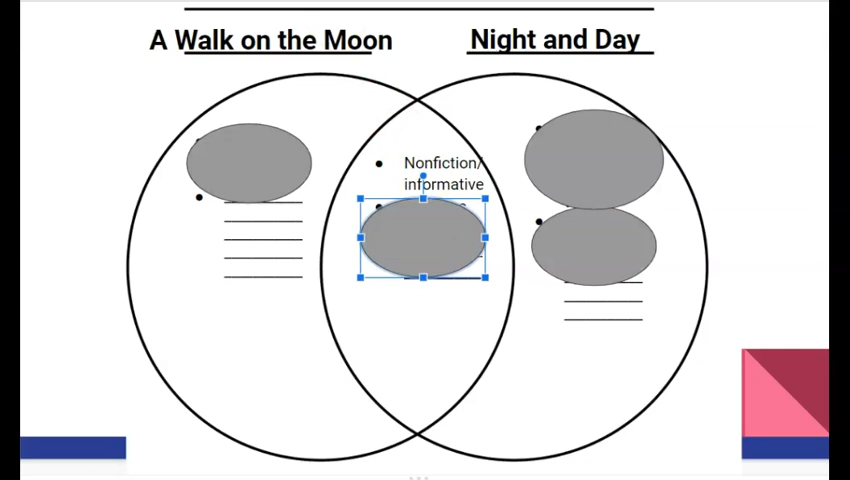 A Walk on the Moon
Night and Day
Nonfiction/
informative